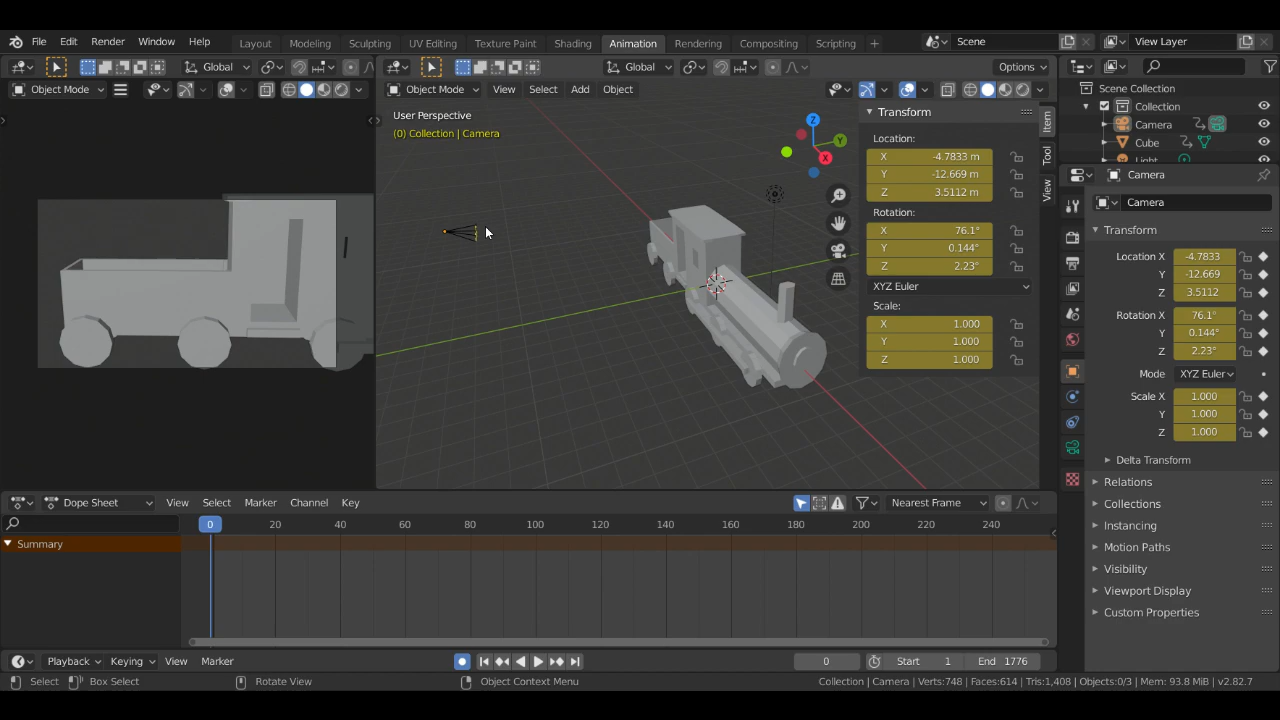 File Edit Render Window Help Layout Modeling Sculpting UV Editing Texture Paint Shading Animation Rendering Compositing Scripting + Scene View Layer
Global Global Options
Object Mode Object Mode View Select Add Object
Scene Collection
Collection
Camera
Cube
Light
User Perspective
(0) Collection | Camera
Z
Y
X
Transform
Location:
X -4.7833 m
Y -12.669 m
Z 3.5112 m
Rotation:
X 76.1°
Y 0.144°
Z 2.23°
XYZ Euler
Scale:
X 1.000
Y 1.000
Z 1.000
Item
Tool
View
Camera
Camera
Transform
Location X -4.7833
Y -12.669
Z 3.5112
Rotation X 76.1°
Y 0.144°
Z 2.23°
Mode XYZ Euler
Scale X 1.000
Y 1.000
Z 1.000
Delta Transform
Relations
Collections
Instancing
Motion Paths
Visibility
Viewport Display
Custom Properties
Dope Sheet View Select Marker Channel Key Nearest Frame
0 20 40 60 80 100 120 140 160 180 200 220 240
Summary
Playback Keying View Marker 0 Start 1 End 1776
Select Box Select Rotate View Object Context Menu Collection | Camera | Verts:748 | Faces:614 | Tris:1,408 | Objects:0/3 | Mem: 93.8 MiB | v2.82.7